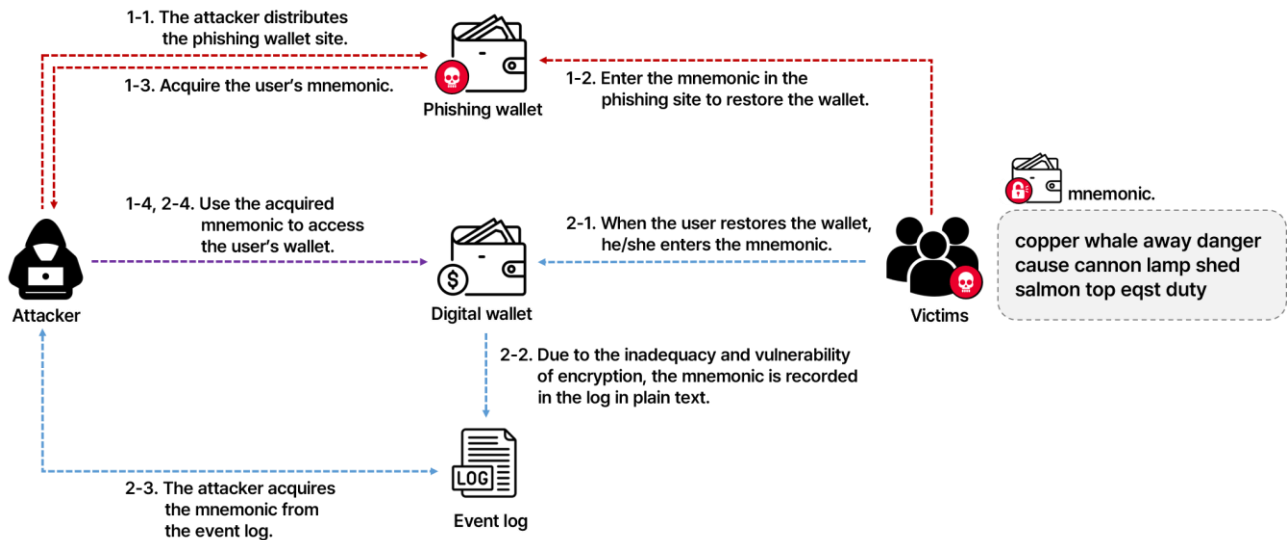 1-1. The attacker distributes
the phishing wallet site.
1-3. Acquire the user's mnemonic.
Phishing wallet
1-2. Enter the mnemonic in the
phishing site to restore the wallet.
mnemonic.
copper whale away danger
cause cannon lamp shed
salmon top eqst duty
1-4, 2-4. Use the acquired
mnemonic to access
the user's wallet.
2-1. When the user restores the wallet,
he/she enters the mnemonic.
$
Attacker
Digital wallet
Victims
2-2. Due to the inadequacy and vulnerability
of encryption, the mnemonic is recorded
in the log in plain text.
LOG
2-3. The attacker acquires
the mnemonic from
the event log.
Event log